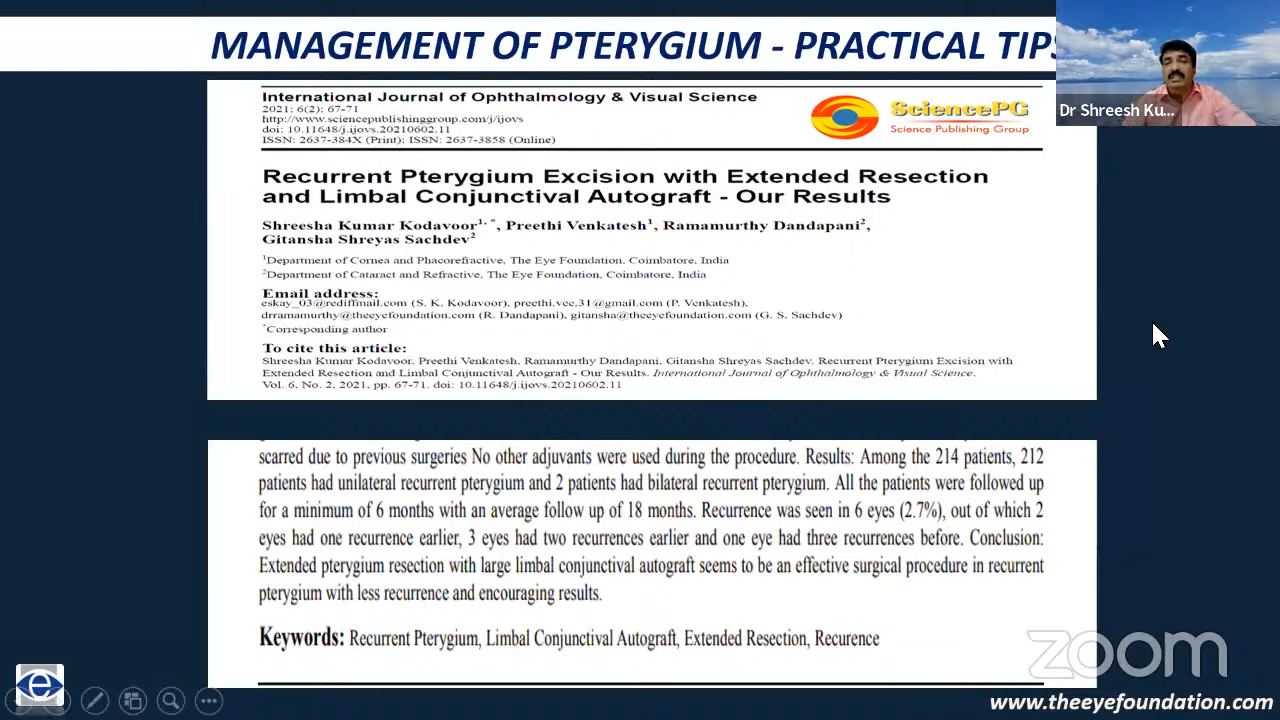 MANAGEMENT OF PTERYGIUM - PRACTICAL TIPS
Dr Shreesh Ku...
International Journal of Ophthalmology & Visual Science
2021; 6(2): 67-71
http://www.sciencepublishinggroup.com/j/ijovs
doi: 10.11648/j.ijovs.20210602.11
ISSN: 2637-384X (Print); ISSN: 2637-3858 (Online)
SciencePG
Science Publishing Group
Recurrent Pterygium Excision with Extended Resection
and Limbal Conjunctival Autograft - Our Results
Shreesha Kumar Kodavoor1, *, Preethi Venkatesh1, Ramamurthy Dandapani2,
Gitansha Shreyas Sachdev2
1Department of Cornea and Phacorefractive, The Eye Foundation, Coimbatore, India
2Department of Cataract and Refractive, The Eye Foundation, Coimbatore, India
Email address:
eskay_03@rediffmail.com (S. K. Kodavoor), preethi.vcc.31@gmail.com (P. Venkatesh),
drramamurthy@theeyefoundation.com (R. Dandapani), gitansha@theeyefoundation.com (G. S. Sachdev)
*Corresponding author
To cite this article:
Shreesha Kumar Kodavoor, Preethi Venkatesh, Ramamurthy Dandapani, Gitansha Shreyas Sachdev. Recurrent Pterygium Excision with
Extended Resection and Limbal Conjunctival Autograft - Our Results. International Journal of Ophthalmology & Visual Science.
Vol. 6, No. 2, 2021, pp. 67-71. doi: 10.11648/j.ijovs.20210602.11
scarred due to previous surgeries No other adjuvants were used during the procedure. Results: Among the 214 patients, 212
patients had unilateral recurrent pterygium and 2 patients had bilateral recurrent pterygium. All the patients were followed up
for a minimum of 6 months with an average follow up of 18 months. Recurrence was seen in 6 eyes (2.7%), out of which 2
eyes had one recurrence earlier, 3 eyes had two recurrences earlier and one eye had three recurrences before. Conclusion:
Extended pterygium resection with large limbal conjunctival autograft seems to be an effective surgical procedure in recurrent
pterygium with less recurrence and encouraging results.
Keywords: Recurrent Pterygium, Limbal Conjunctival Autograft, Extended Resection, Recurence
zoom
www.theeyefoundation.com